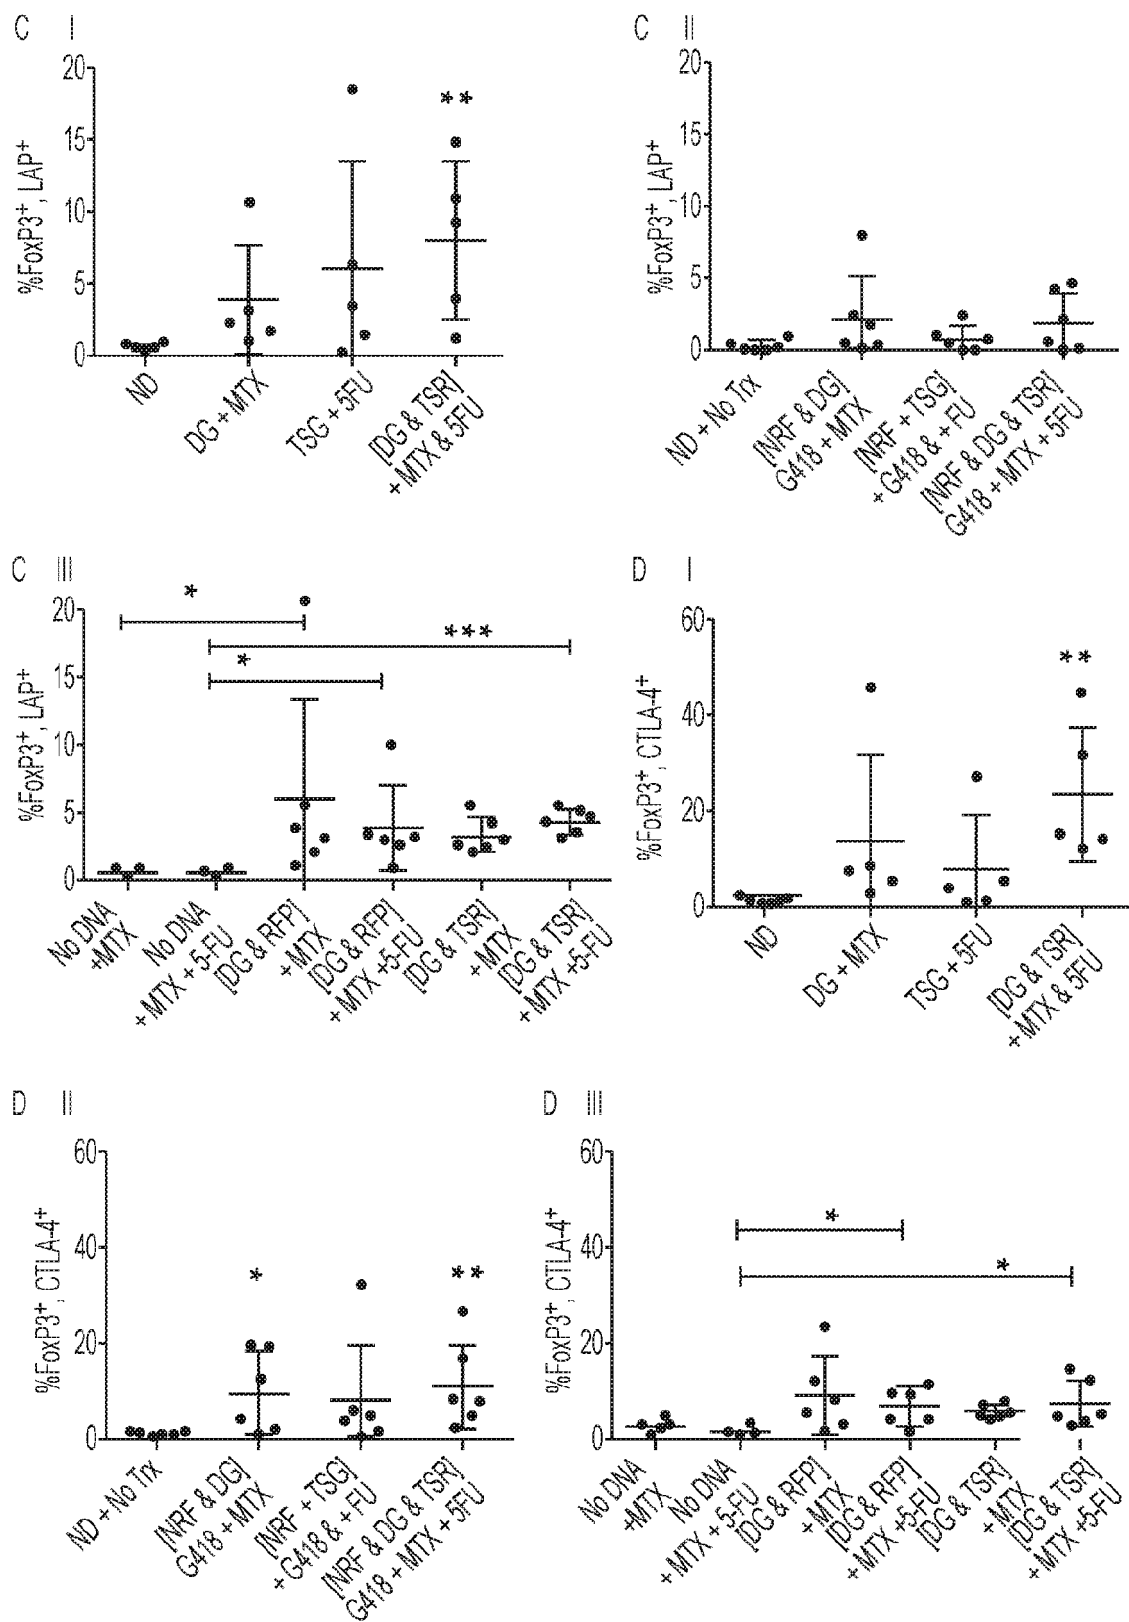 C I
%FoxP3⁺, LAP⁺
20
15
10
5
0
**
ND
DG + MTX
TSG + 5FU
[DG & TSR]
+ MTX & 5FU
C II
%FoxP3⁺, LAP⁺
20
15
10
5
0
ND + No Trx
[NRF & DG]
G418 + MTX
[NRF + TSG]
+ G418 & + FU
[NRF & DG & TSR]
G418 + MTX + 5FU
C III
%FoxP3⁺, LAP⁺
20
15
10
5
0
*
***
*
No DNA
+MTX
No DNA
+ MTX + 5-FU
[DG & RFP]
+ MTX
[DG & RFP]
+ MTX +5-FU
[DG & TSR]
+ MTX
[DG & TSR]
+ MTX +5-FU
D I
%FoxP3⁺, CTLA-4⁺
60
40
20
0
**
ND
DG + MTX
TSG + 5FU
[DG & TSR]
+ MTX & 5FU
D II
%FoxP3⁺, CTLA-4⁺
60
40
20
0
*
**
ND + No Trx
[NRF & DG]
G418 + MTX
[NRF + TSG]
+ G418 & + FU
[NRF & DG & TSR]
G418 + MTX + 5FU
D III
%FoxP3⁺, CTLA-4⁺
60
40
20
0
*
*
No DNA
+MTX
No DNA
+ MTX + 5-FU
[DG & RFP]
+MTX
[DG & RFP]
+ MTX +5-FU
[DG & TSR]
+ MTX
[DG & TSR]
+ MTX +5-FU